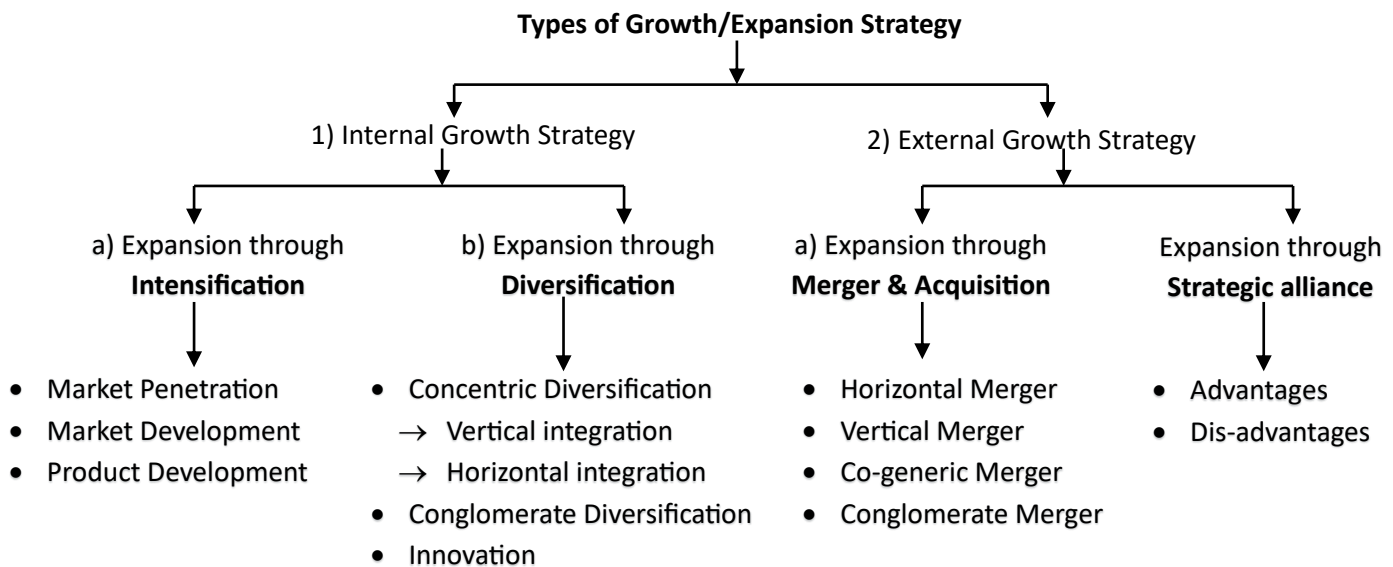 Types of Growth/Expansion Strategy
1) Internal Growth Strategy
2) External Growth Strategy
a) Expansion through
Intensification
b) Expansion through
Diversification
a) Expansion through
Merger & Acquisition
Expansion through
Strategic alliance
• Market Penetration
• Market Development
• Product Development
• Concentric Diversification
→ Vertical integration
→ Horizontal integration
• Conglomerate Diversification
• Innovation
• Horizontal Merger
• Vertical Merger
• Co-generic Merger
• Conglomerate Merger
• Advantages
• Dis-advantages